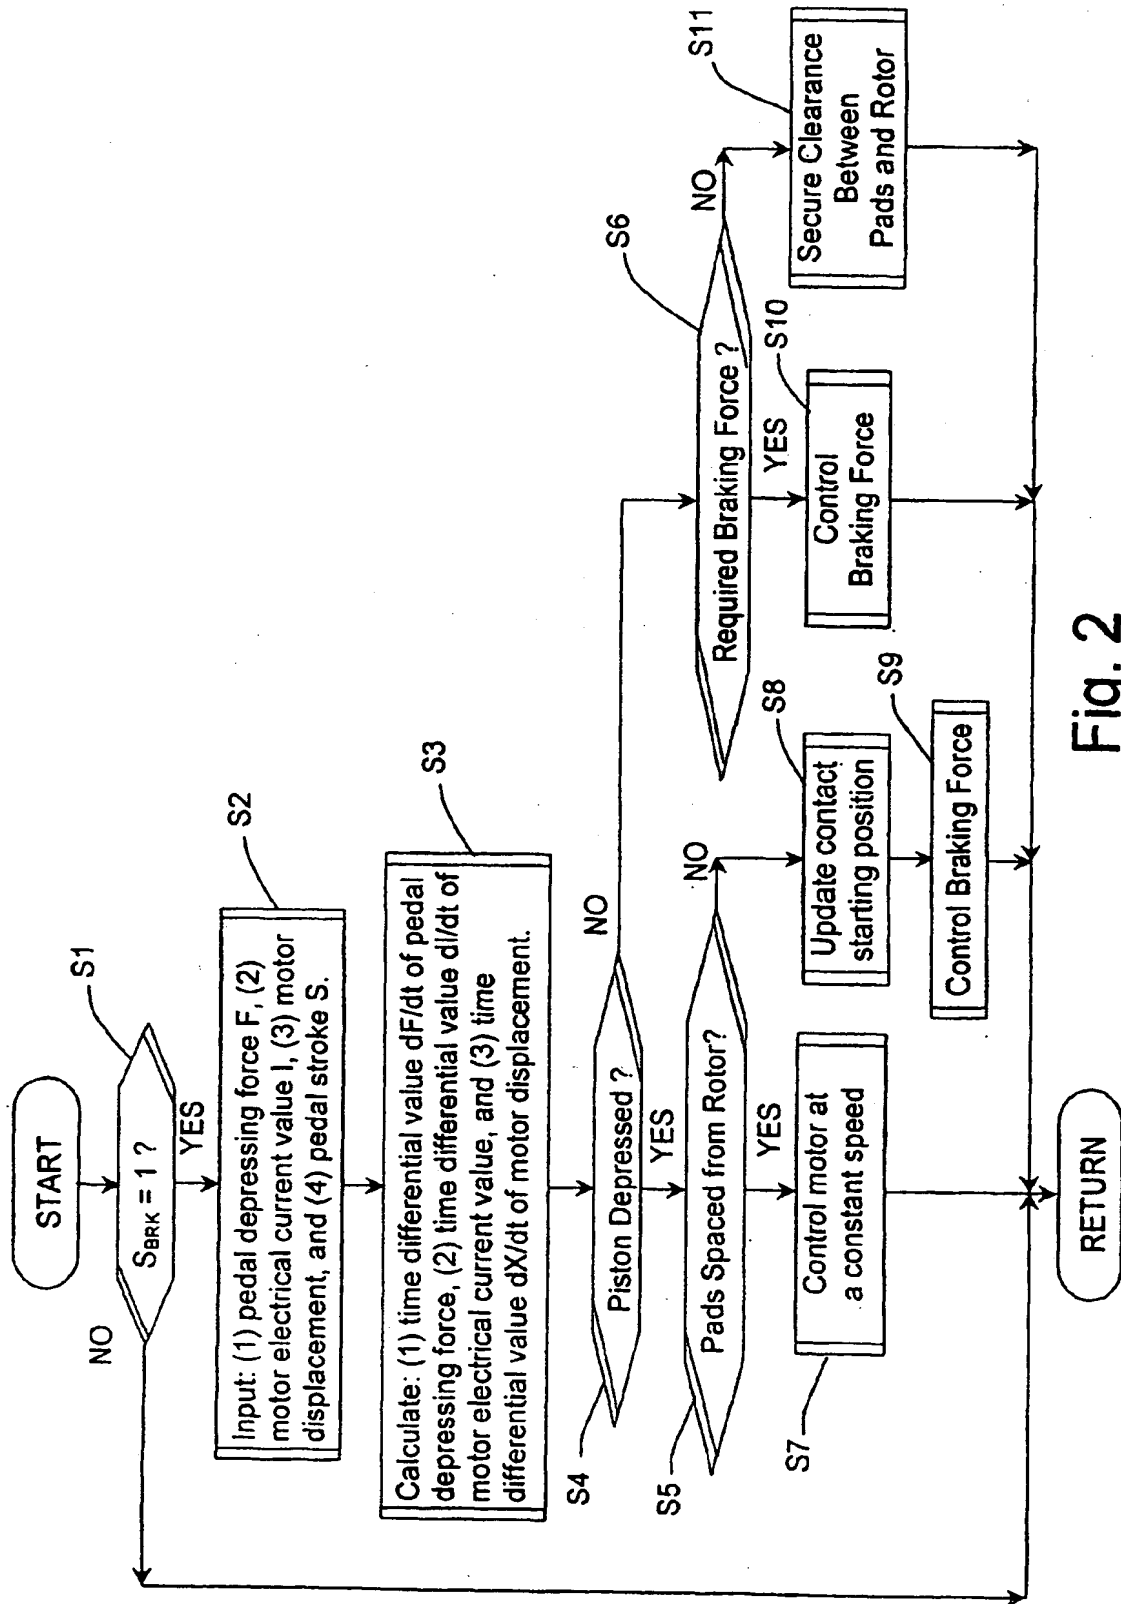 START
S1
SBRK = 1 ?
NO
YES
S2
Input: (1) pedal depressing force F, (2)
motor electrical current value I, (3) motor
displacement, and (4) pedal stroke S.
S3
Calculate: (1) time differential value dF/dt of pedal
depressing force, (2) time differential value dI/dt of
motor electrical current value, and (3) time
differential value dX/dt of motor displacement.
S4
Piston Depressed ?
NO
YES
S5
Pads Spaced from Rotor?
NO
YES
S6
Required Braking Force ?
NO
YES
S7
Control motor at
a constant speed
S8
Update contact
starting position
S9
Control Braking Force
S10
Control
Braking Force
S11
Secure Clearance
Between
Pads and Rotor
RETURN
Fig. 2